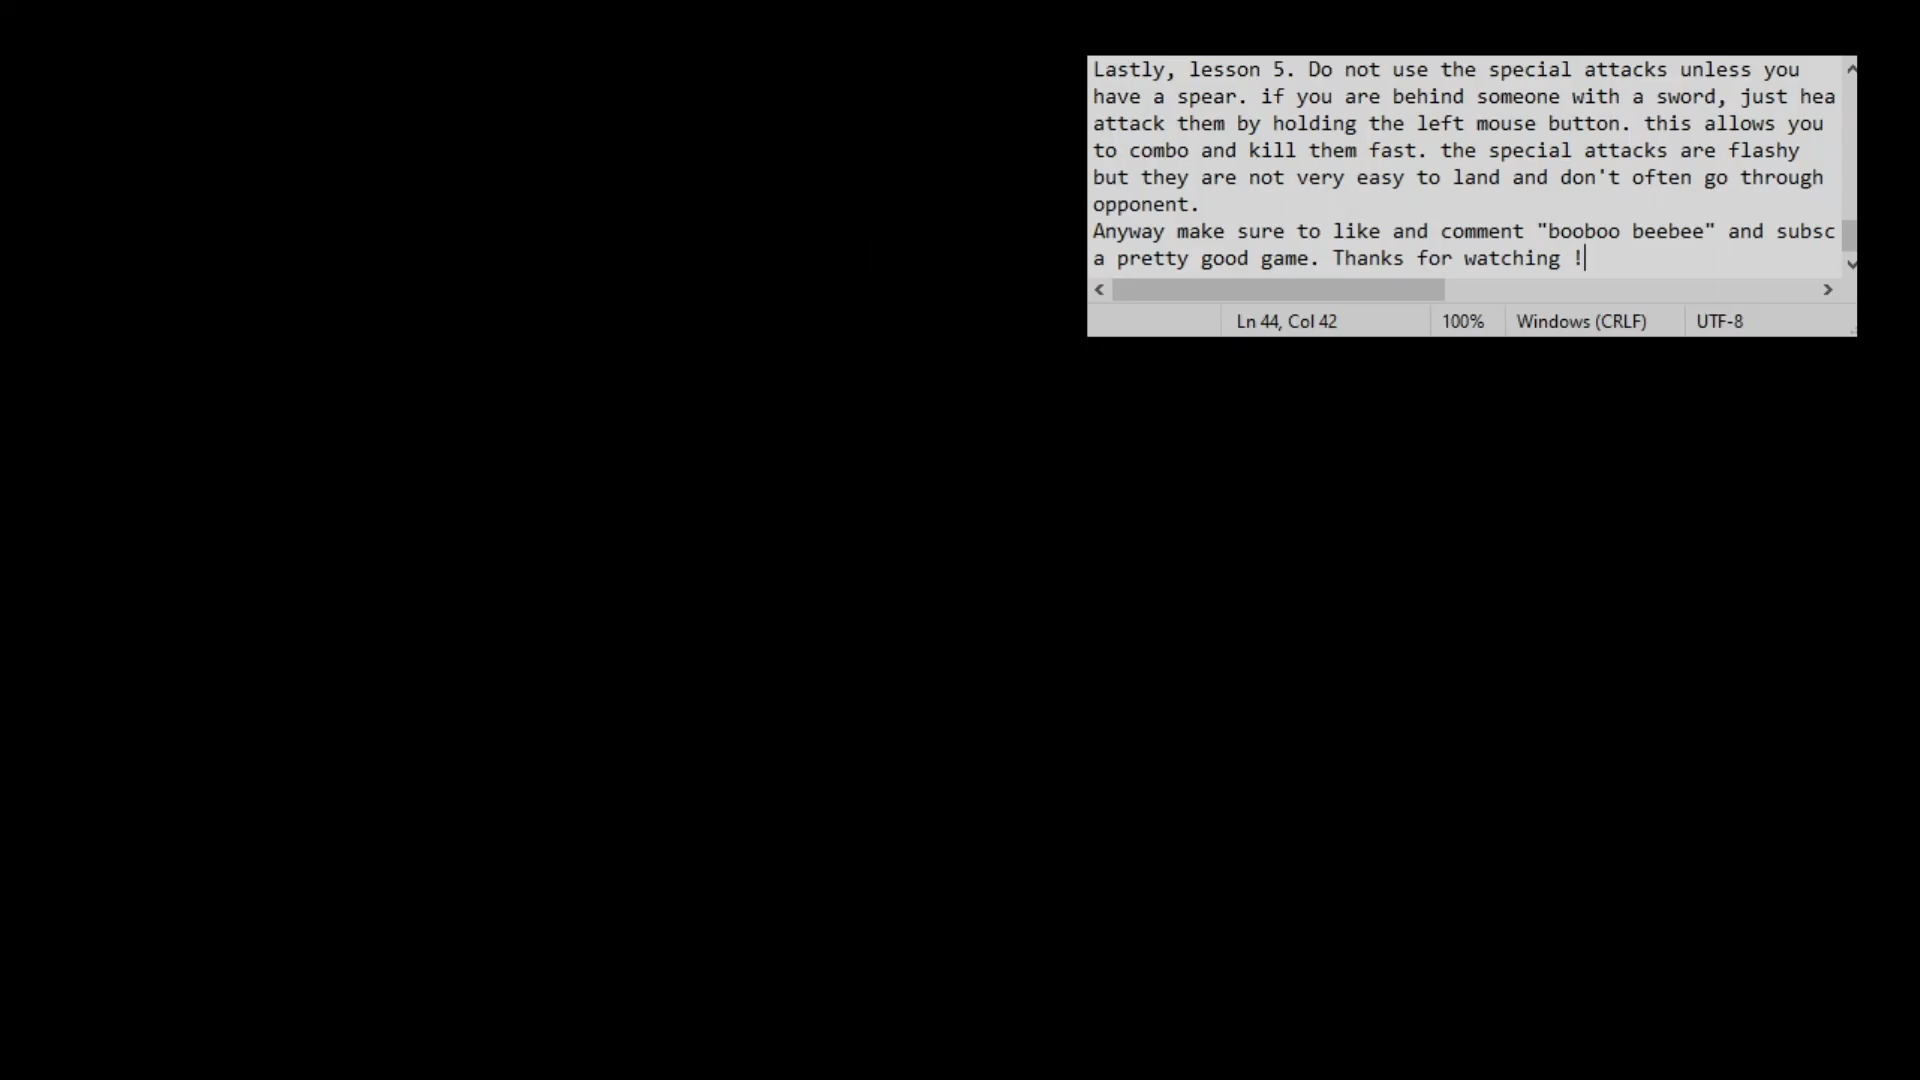 Lastly, lesson 5. Do not use the special attacks unless you
have a spear. if you are behind someone with a sword, just hea
attack them by holding the left mouse button. this allows you
to combo and kill them fast. the special attacks are flashy
but they are not very easy to land and don't often go through
opponent.
Anyway make sure to like and comment "booboo beebee" and subsc
a pretty good game. Thanks for watching !
Ln 44, Col 42 100% Windows (CRLF) UTF-8